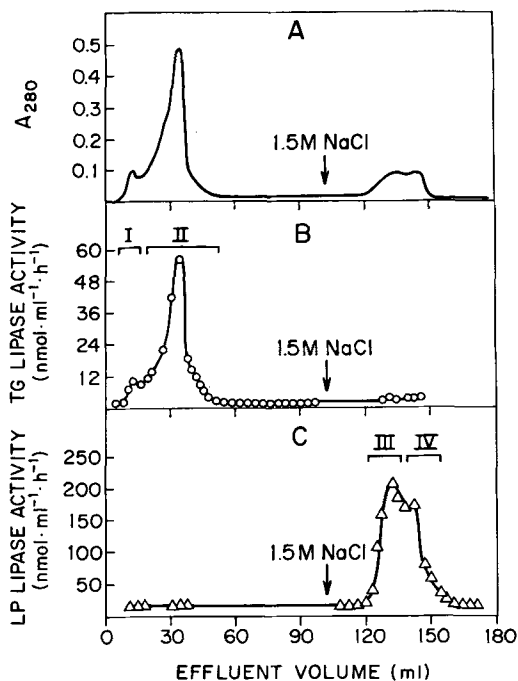 A
0.5
0.4
0.3
0.2
0.1
A280
1.5M NaCl
B
I
II
60
48
36
24
12
TG LIPASE ACTIVITY
(nmol·ml⁻¹·h⁻¹)
1.5M NaCl
C
III
IV
250
200
150
100
50
LP LIPASE ACTIVITY
(nmol·ml⁻¹·h⁻¹)
1.5M NaCl
0
30
60
90
120
150
180
EFFLUENT VOLUME (ml)